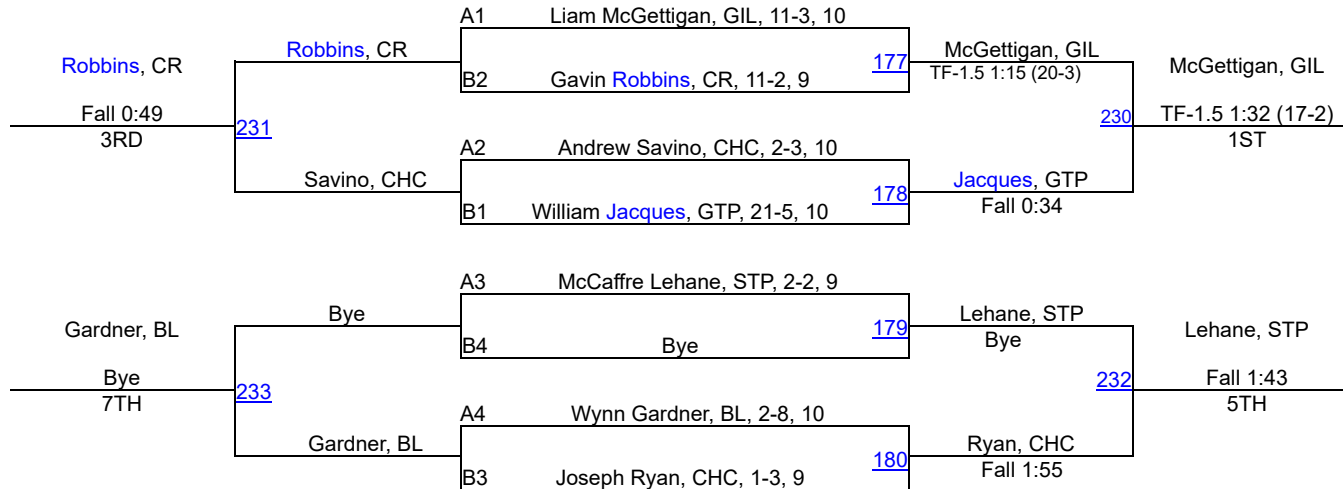 A1 Liam McGettigan, GIL, 11-3, 10
Robbins, CR
Robbins, CR
177
McGettigan, GIL
TF-1.5 1:15 (20-3)
McGettigan, GIL
B2 Gavin Robbins, CR, 11-2, 9
Fall 0:49
3RD
231
230
TF-1.5 1:32 (17-2)
1ST
A2 Andrew Savino, CHC, 2-3, 10
Savino, CHC
178
Jacques, GTP
Fall 0:34
B1 William Jacques, GTP, 21-5, 10
A3 McCaffre Lehane, STP, 2-2, 9
Gardner, BL
Bye
179
Lehane, STP
Bye
Lehane, STP
B4 Bye
Bye
7TH
233
232
Fall 1:43
5TH
A4 Wynn Gardner, BL, 2-8, 10
Gardner, BL
180
Ryan, CHC
Fall 1:55
B3 Joseph Ryan, CHC, 1-3, 9